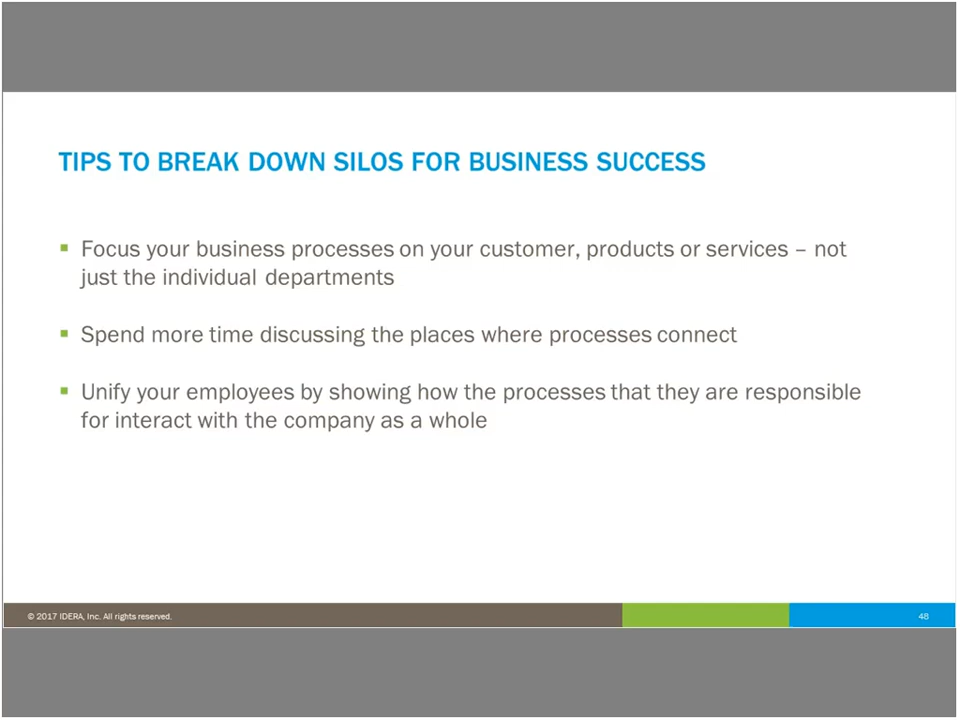 TIPS TO BREAK DOWN SILOS FOR BUSINESS SUCCESS
▪ Focus your business processes on your customer, products or services – not
just the individual departments
▪ Spend more time discussing the places where processes connect
▪ Unify your employees by showing how the processes that they are responsible
for interact with the company as a whole
© 2017 IDERA, Inc. All rights reserved.
48